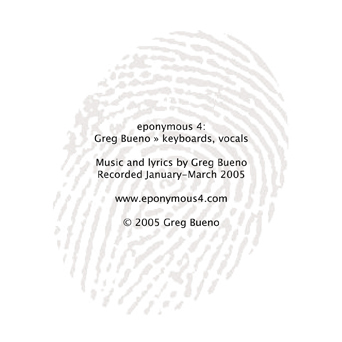 eponymous 4:
Greg Bueno » keyboards, vocals
Music and lyrics by Greg Bueno
Recorded January-March 2005
www.eponymous4.com
© 2005 Greg Bueno